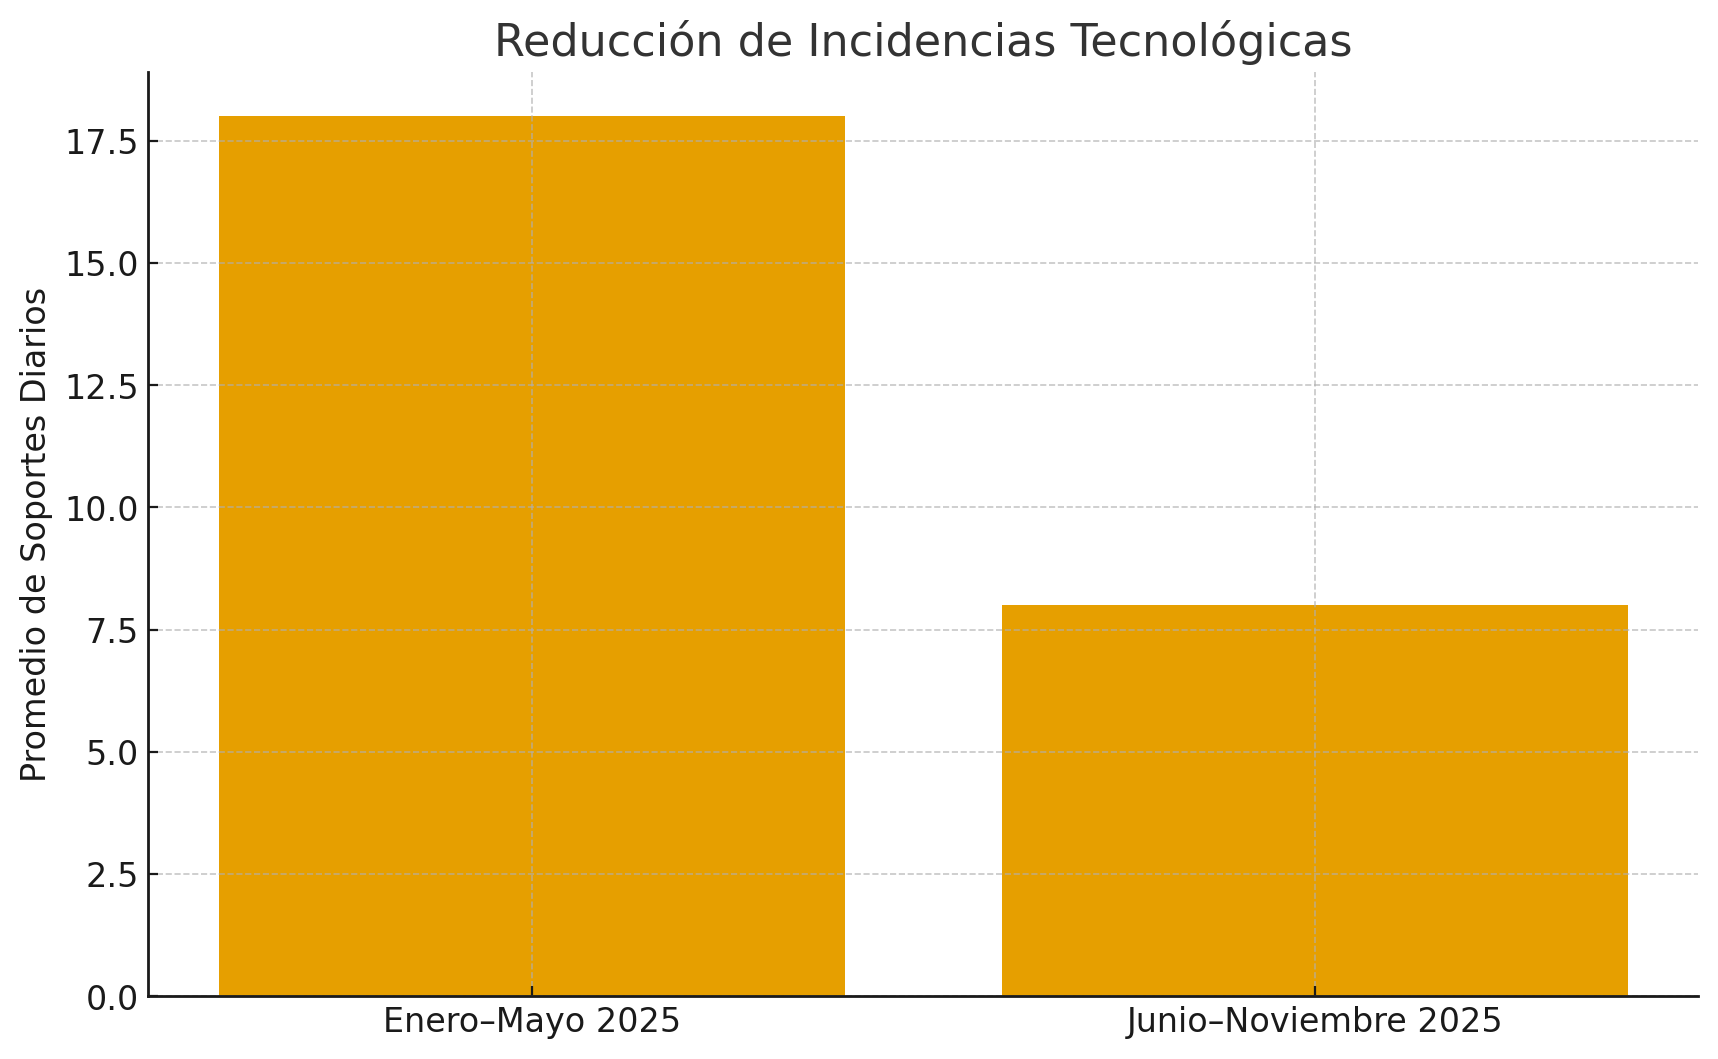 Reducción de Incidencias Tecnológicas
Promedio de Soportes Diarios
17.5
15.0
12.5
10.0
7.5
5.0
2.5
0.0
Enero–Mayo 2025
Junio–Noviembre 2025